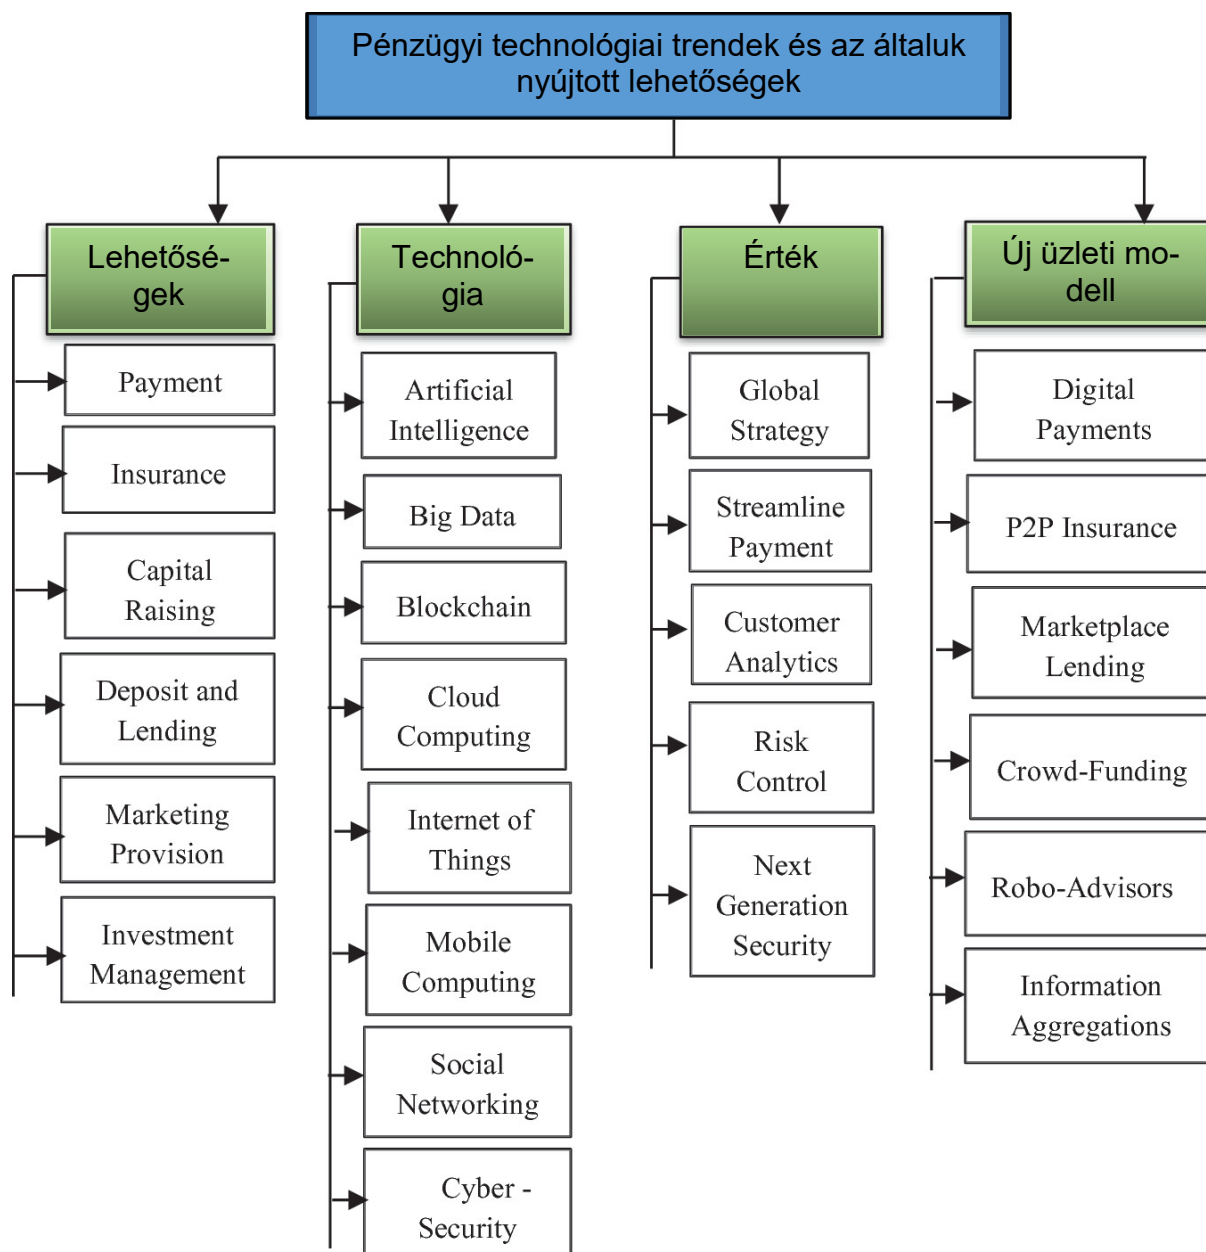 Pénzügyi technológiai trendek és az általuk
nyújtott lehetőségek
Lehetősé-
gek
Payment
Insurance
Capital
Raising
Deposit and
Lending
Marketing
Provision
Investment
Management
Technoló-
gia
Artificial
Intelligence
Big Data
Blockchain
Cloud
Computing
Internet of
Things
Mobile
Computing
Social
Networking
Cyber -
Security
Érték
Global
Strategy
Streamline
Payment
Customer
Analytics
Risk
Control
Next
Generation
Security
Új üzleti mo-
dell
Digital
Payments
P2P Insurance
Marketplace
Lending
Crowd-Funding
Robo-Advisors
Information
Aggregations